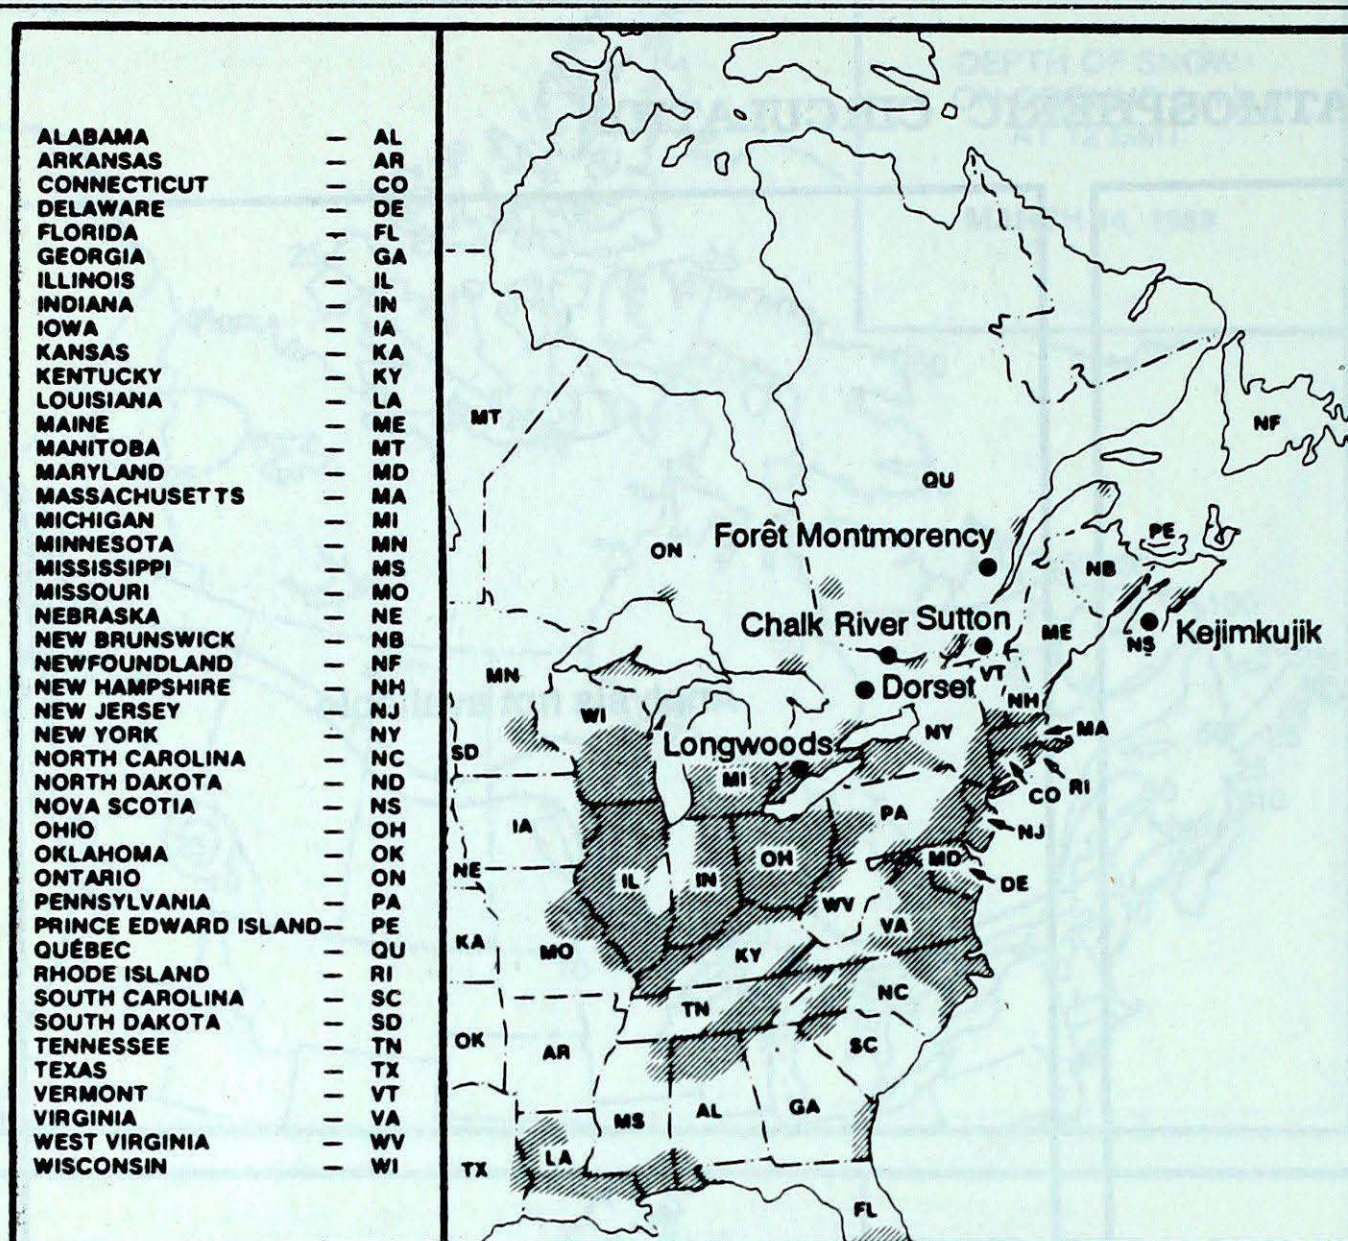 ALABAMA — AL
ARKANSAS — AR
CONNECTICUT — CO
DELAWARE — DE
FLORIDA — FL
GEORGIA — GA
ILLINOIS — IL
INDIANA — IN
IOWA — IA
KANSAS — KA
KENTUCKY — KY
LOUISIANA — LA
MAINE — ME
MANITOBA — MT
MARYLAND — MD
MASSACHUSETTS — MA
MICHIGAN — MI
MINNESOTA — MN
MISSISSIPPI — MS
MISSOURI — MO
NEBRASKA — NE
NEW BRUNSWICK — NB
NEWFOUNDLAND — NF
NEW HAMPSHIRE — NH
NEW JERSEY — NJ
NEW YORK — NY
NORTH CAROLINA — NC
NORTH DAKOTA — ND
NOVA SCOTIA — NS
OHIO — OH
OKLAHOMA — OK
ONTARIO — ON
PENNSYLVANIA — PA
PRINCE EDWARD ISLAND — PE
QUÉBEC — QU
RHODE ISLAND — RI
SOUTH CAROLINA — SC
SOUTH DAKOTA — SD
TENNESSEE — TN
TEXAS — TX
VERMONT — VT
VIRGINIA — VA
WEST VIRGINIA — WV
WISCONSIN — WI
MT
NF
QU
ON
Forêt Montmorency
PE
NB
Chalk River
Sutton
ME
NS
Kejimkujik
MN
VT
Dorset
NH
WI
NY
MA
SD
Longwoods
MI
CO
RI
IA
PA
NJ
NE
IL
IN
OH
MD
DE
WV
KA
MO
KY
VA
TN
NC
OK
AR
SC
MS
AL
GA
TX
LA
FL